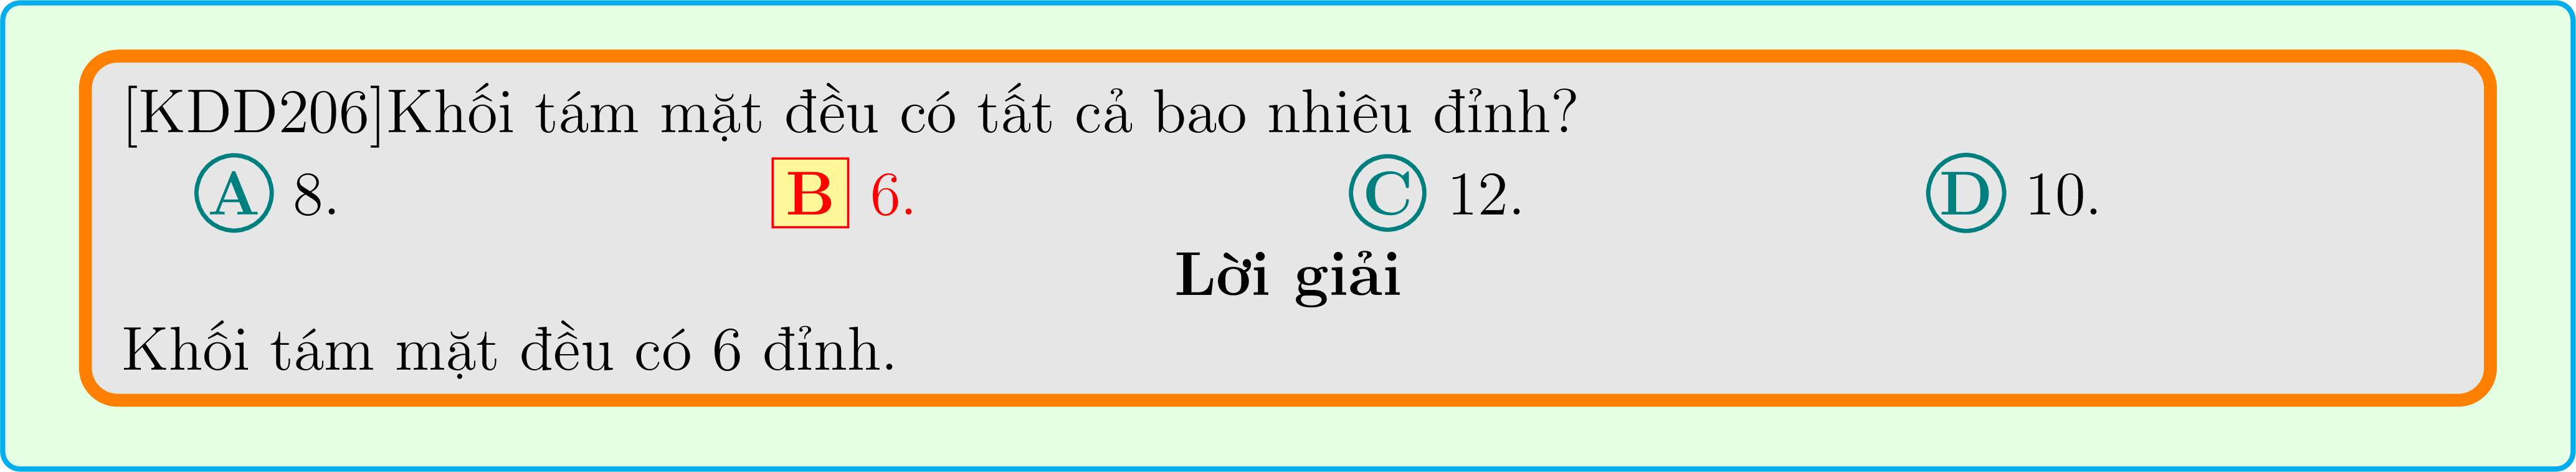 [KDD206]Khối tám mặt đều có tất cả bao nhiêu đỉnh?
A 8. B 6. C 12. D 10.
Lời giải
Khối tám mặt đều có 6 đỉnh.